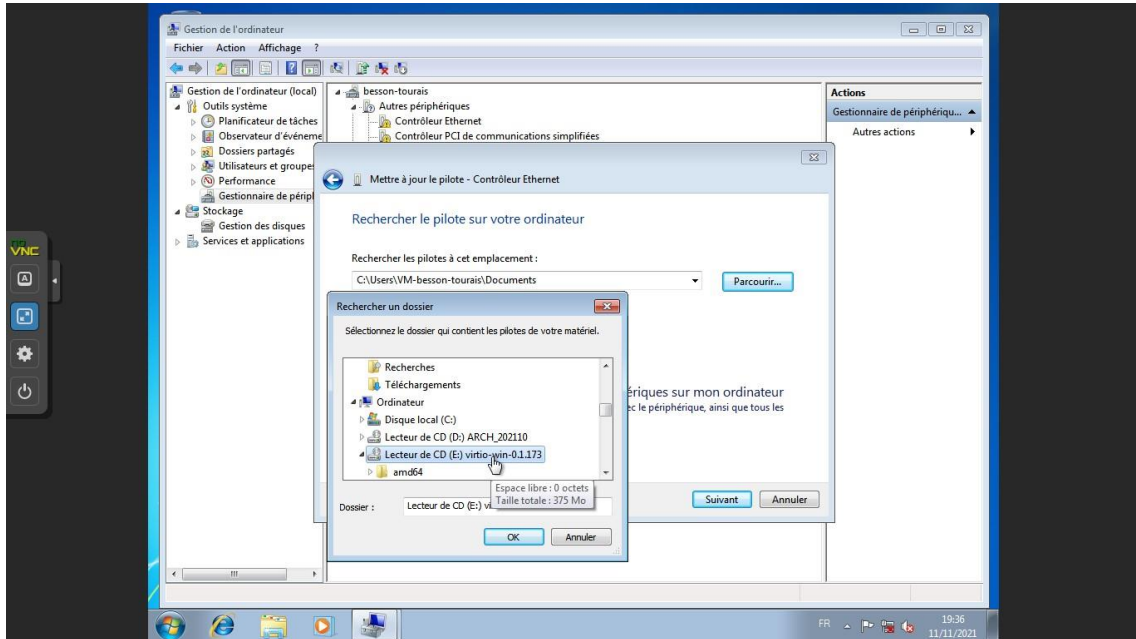 Gestion de l'ordinateur
Fichier Action Affichage ?
Gestion de l'ordinateur (local)
Outils système
Planificateur de tâches
Observateur d'événeme
Dossiers partagés
Utilisateurs et groupe
Performance
Gestionnaire de périph
Stockage
Gestion des disques
Services et applications
besson-tourais
Autres périphériques
Contrôleur Ethernet
Contrôleur PCI de communications simplifiées
Actions
Gestionnaire de périphériqu...
Autres actions
Mettre à jour le pilote - Contrôleur Ethernet
Rechercher le pilote sur votre ordinateur
Rechercher les pilotes à cet emplacement :
C:\Users\VM-besson-tourais\Documents
Parcourir...
ériques sur mon ordinateur
ec le périphérique, ainsi que tous les
Suivant Annuler
Rechercher un dossier
Sélectionnez le dossier qui contient les pilotes de votre matériel.
Recherches
Téléchargements
Ordinateur
Disque local (C:)
Lecteur de CD (D:) ARCH_202110
Lecteur de CD (E:) virtio-win-0.1.173
amd64
Espace libre : 0 octets
Taille totale : 375 Mo
Dossier : Lecteur de CD (E:) vi
OK Annuler
noVNC
A
FR
19:36
11/11/2021